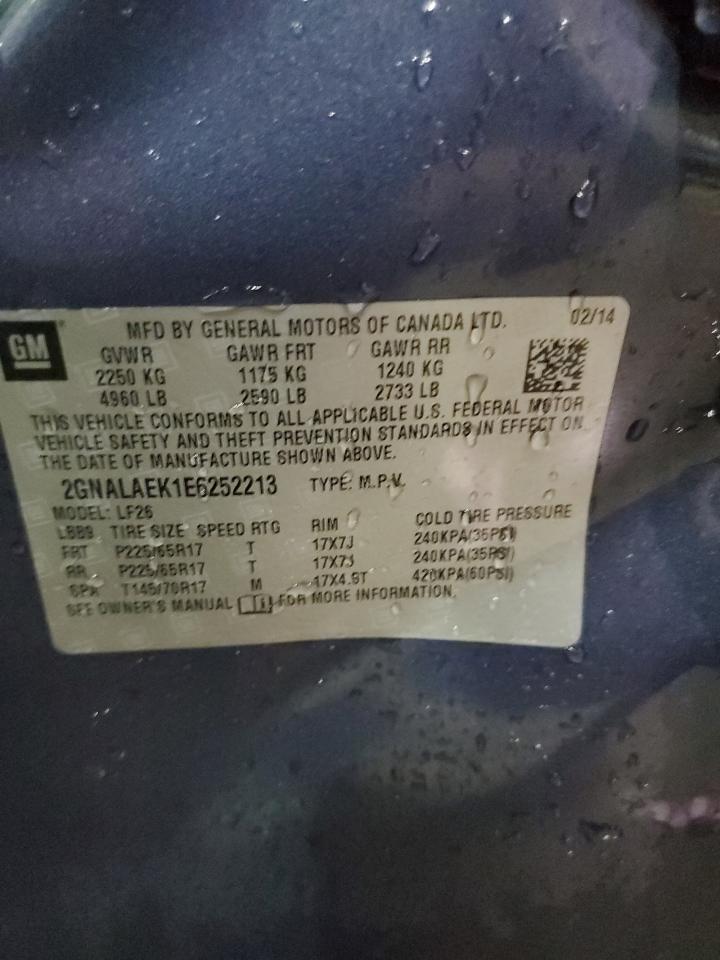 GM
MFD BY GENERAL MOTORS OF CANADA LTD. 02/14
GVWR GAWR FRT GAWR RR
2250 KG 1175 KG 1240 KG
4960 LB 2590 LB 2733 LB
THIS VEHICLE CONFORMS TO ALL APPLICABLE U.S. FEDERAL MOTOR
VEHICLE SAFETY AND THEFT PREVENTION STANDARDS IN EFFECT ON
THE DATE OF MANUFACTURE SHOWN ABOVE.
2GNALAEK1E6252213 TYPE: M.P.V.
MODEL: LF26
TIRE SIZE SPEED RTG RIM COLD TIRE PRESSURE
FRT P225/65R17 T 17X7J 240KPA(35PSI)
RR P225/65R17 T 17X7J 240KPA(35PSI)
SPA T145/70R17 M 17X4.5T 420KPA(60PSI)
SEE OWNER'S MANUAL FOR MORE INFORMATION.